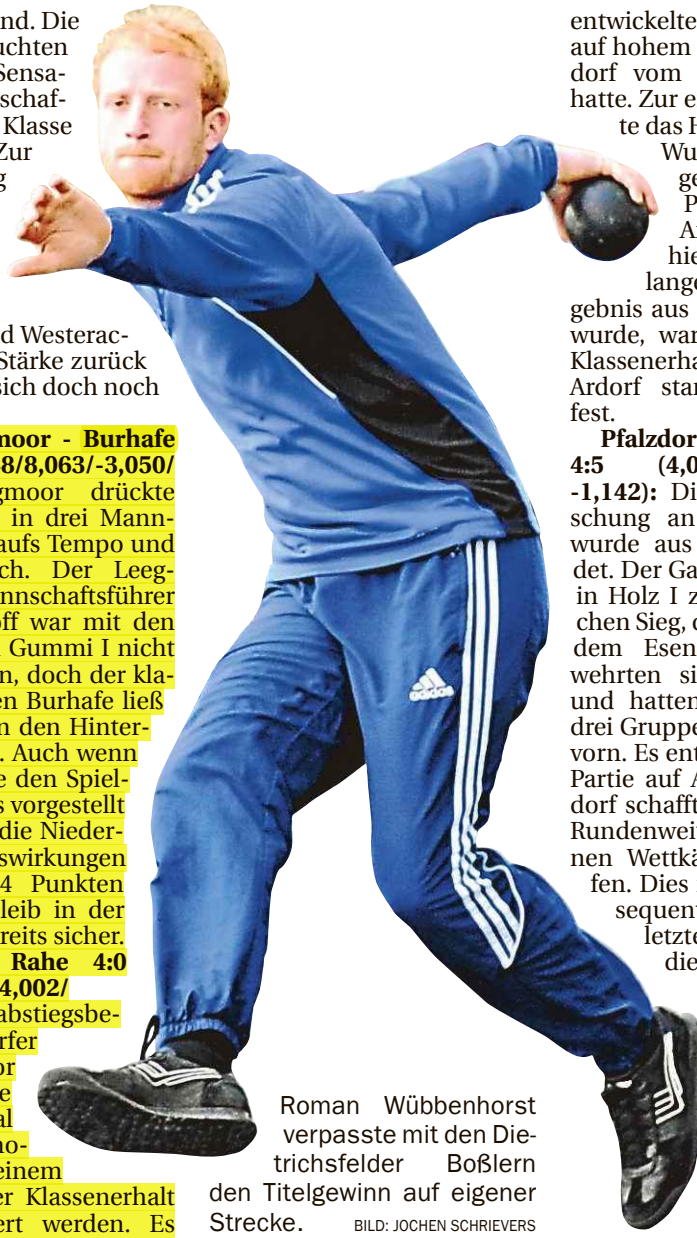 nd. Die
uchten
Sensa-
schaf-
Klasse
Zur
g
d Westerac-
Stärke zurück
sich doch noch
moor - Burhafe
8/8,063/-3,050/
gmoor drückte
in drei Mann-
aufs Tempo und
ch. Der Leeg-
nnschaftsführer
off war mit den
Gummi I nicht
n, doch der kla-
en Burhafe ließ
n den Hinter-
. Auch wenn
e den Spiel-
s vorgestellt
die Nieder-
swirkungen
4 Punkten
leib in der
reits sicher.
Rahe 4:0
4,002/
abstiegsbe-
rfer
or
e
al
no-
einem
er Klassenerhalt
ert werden. Es
adidas
Roman Wübbenhorst
verpasste mit den Die-
trichsfelder Boßlern
den Titelgewinn auf eigener
Strecke. BILD: JOCHEN SCHRIEVERS
entwickelte
auf hohem
dorf vom
hatte. Zur e
te das H
Wu
ge
P
Ar
hie
lange
gebnis aus
wurde, war
Klassenerha
Ardorf star
fest.
Pfalzdor
4:5 (4,0
-1,142): Di
schung an
wurde aus
det. Der Ga
in Holz I z
chen Sieg, d
dem Esen
wehrten si
und hatten
drei Gruppe
vorn. Es ent
Partie auf A
dorf schafft
Rundenweit
nen Wettkä
fen. Dies
sequent
letzte
die